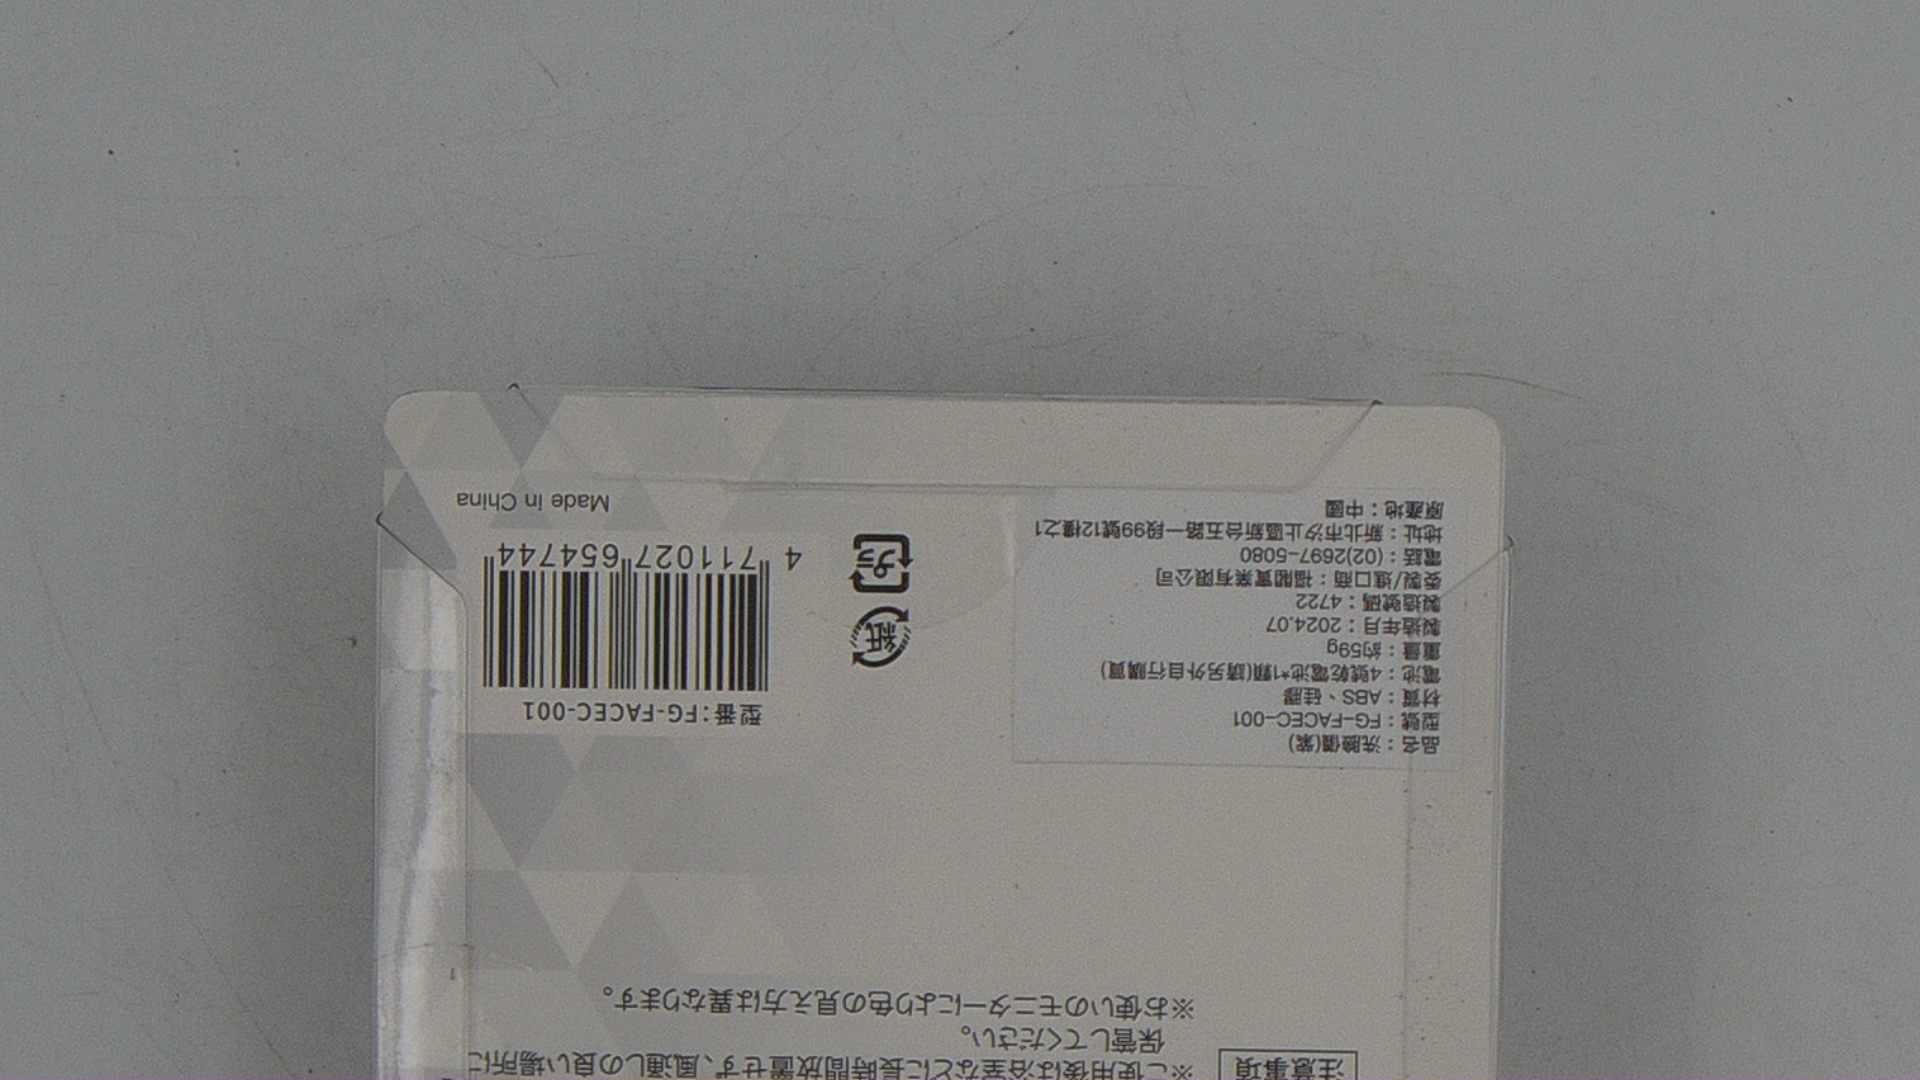 注意事項
※ご使用後は浴室などに長時間放置せず、風通しの良い場所に
保管してください。
※お使いのモニターにより色の見え方は異なります。
品名：洗臉儀(紫)
型號：FG-FACEC-001
材質：ABS、硅膠
電池：4號乾電池*1顆(請另外自行購買)
重量：約59g
製造年月：2024.07
製造號碼：4722
委製/進口商：福閣實業有限公司
電話：(02)2697-5080
地址：新北市汐止區新台五路一段99號12樓之1
原產地：中國
紙
プラ
型番:FG-FACEC-001
4 711027 654744
Made in China